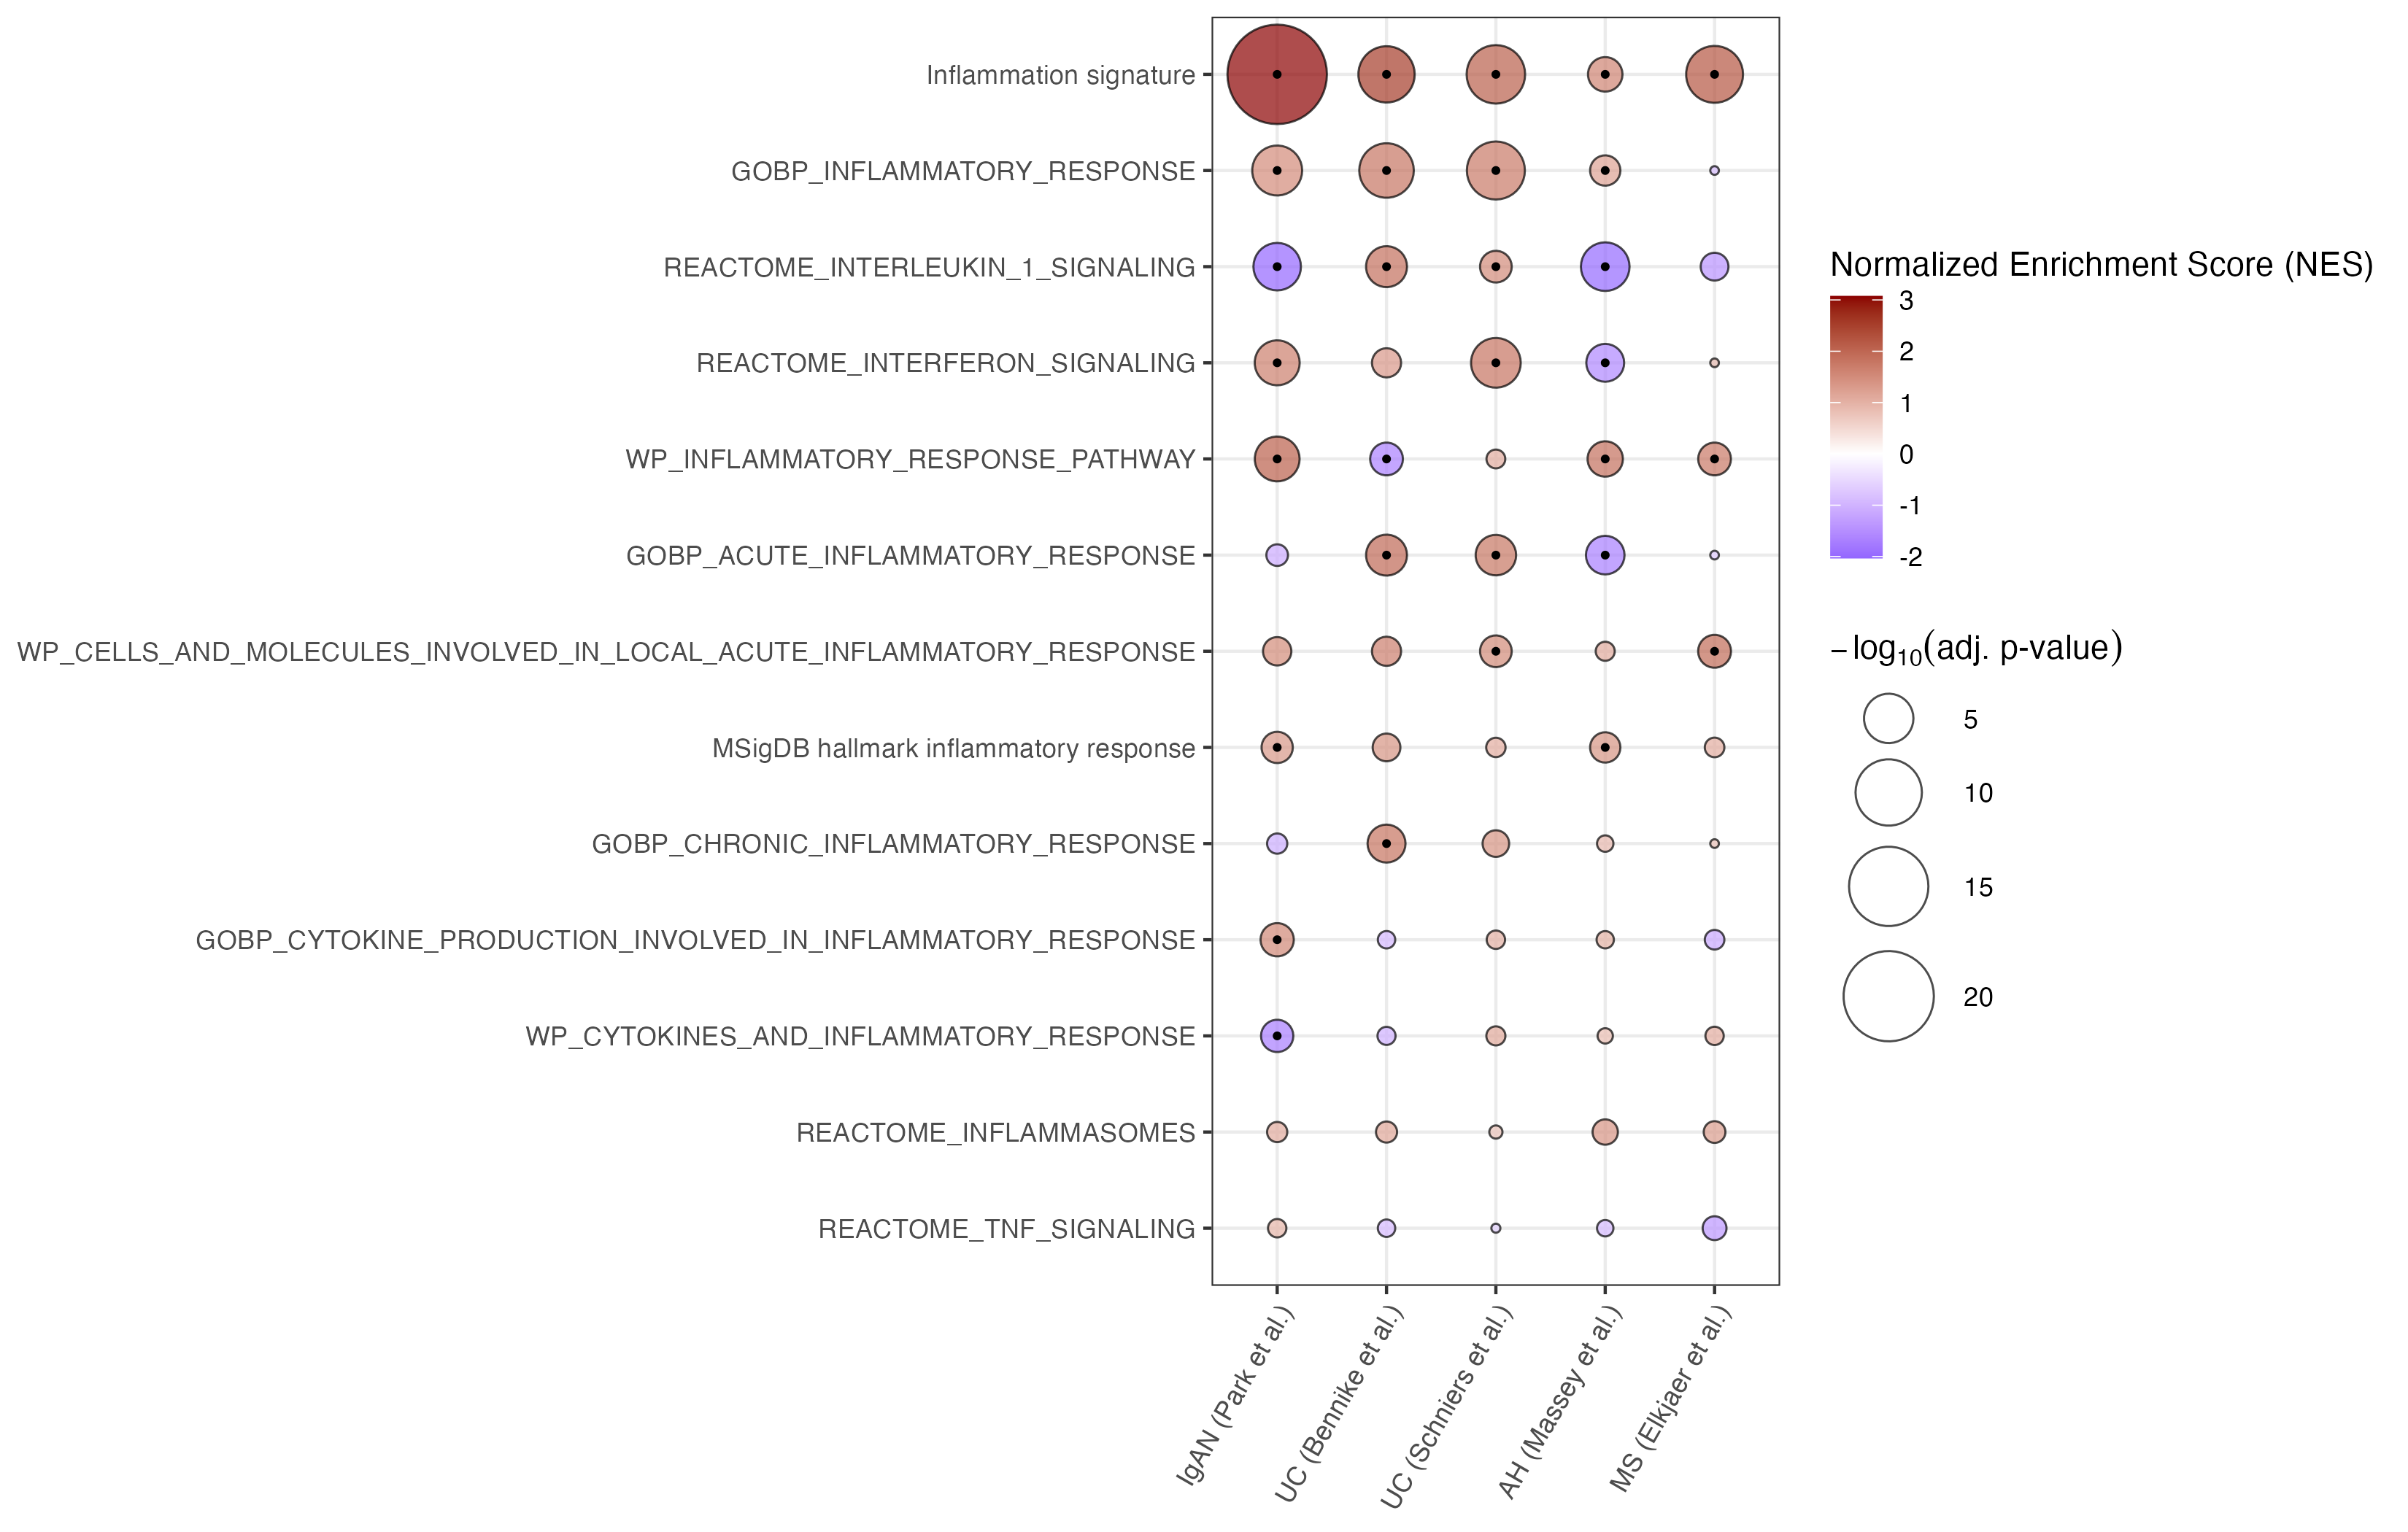 Inflammation signature
GOBP_INFLAMMATORY_RESPONSE
REACTOME_INTERLEUKIN_1_SIGNALING
REACTOME_INTERFERON_SIGNALING
WP_INFLAMMATORY_RESPONSE_PATHWAY
GOBP_ACUTE_INFLAMMATORY_RESPONSE
WP_CELLS_AND_MOLECULES_INVOLVED_IN_LOCAL_ACUTE_INFLAMMATORY_RESPONSE
MSigDB hallmark inflammatory response
GOBP_CHRONIC_INFLAMMATORY_RESPONSE
GOBP_CYTOKINE_PRODUCTION_INVOLVED_IN_INFLAMMATORY_RESPONSE
WP_CYTOKINES_AND_INFLAMMATORY_RESPONSE
REACTOME_INFLAMMASOMES
REACTOME_TNF_SIGNALING
IgAN (Park et al.)
UC (Bennike et al.)
UC (Schniers et al.)
AH (Massey et al.)
MS (Elkjaer et al.)
Normalized Enrichment Score (NES)
3
2
1
0
-1
-2
−log₁₀(adj. p-value)
5
10
15
20